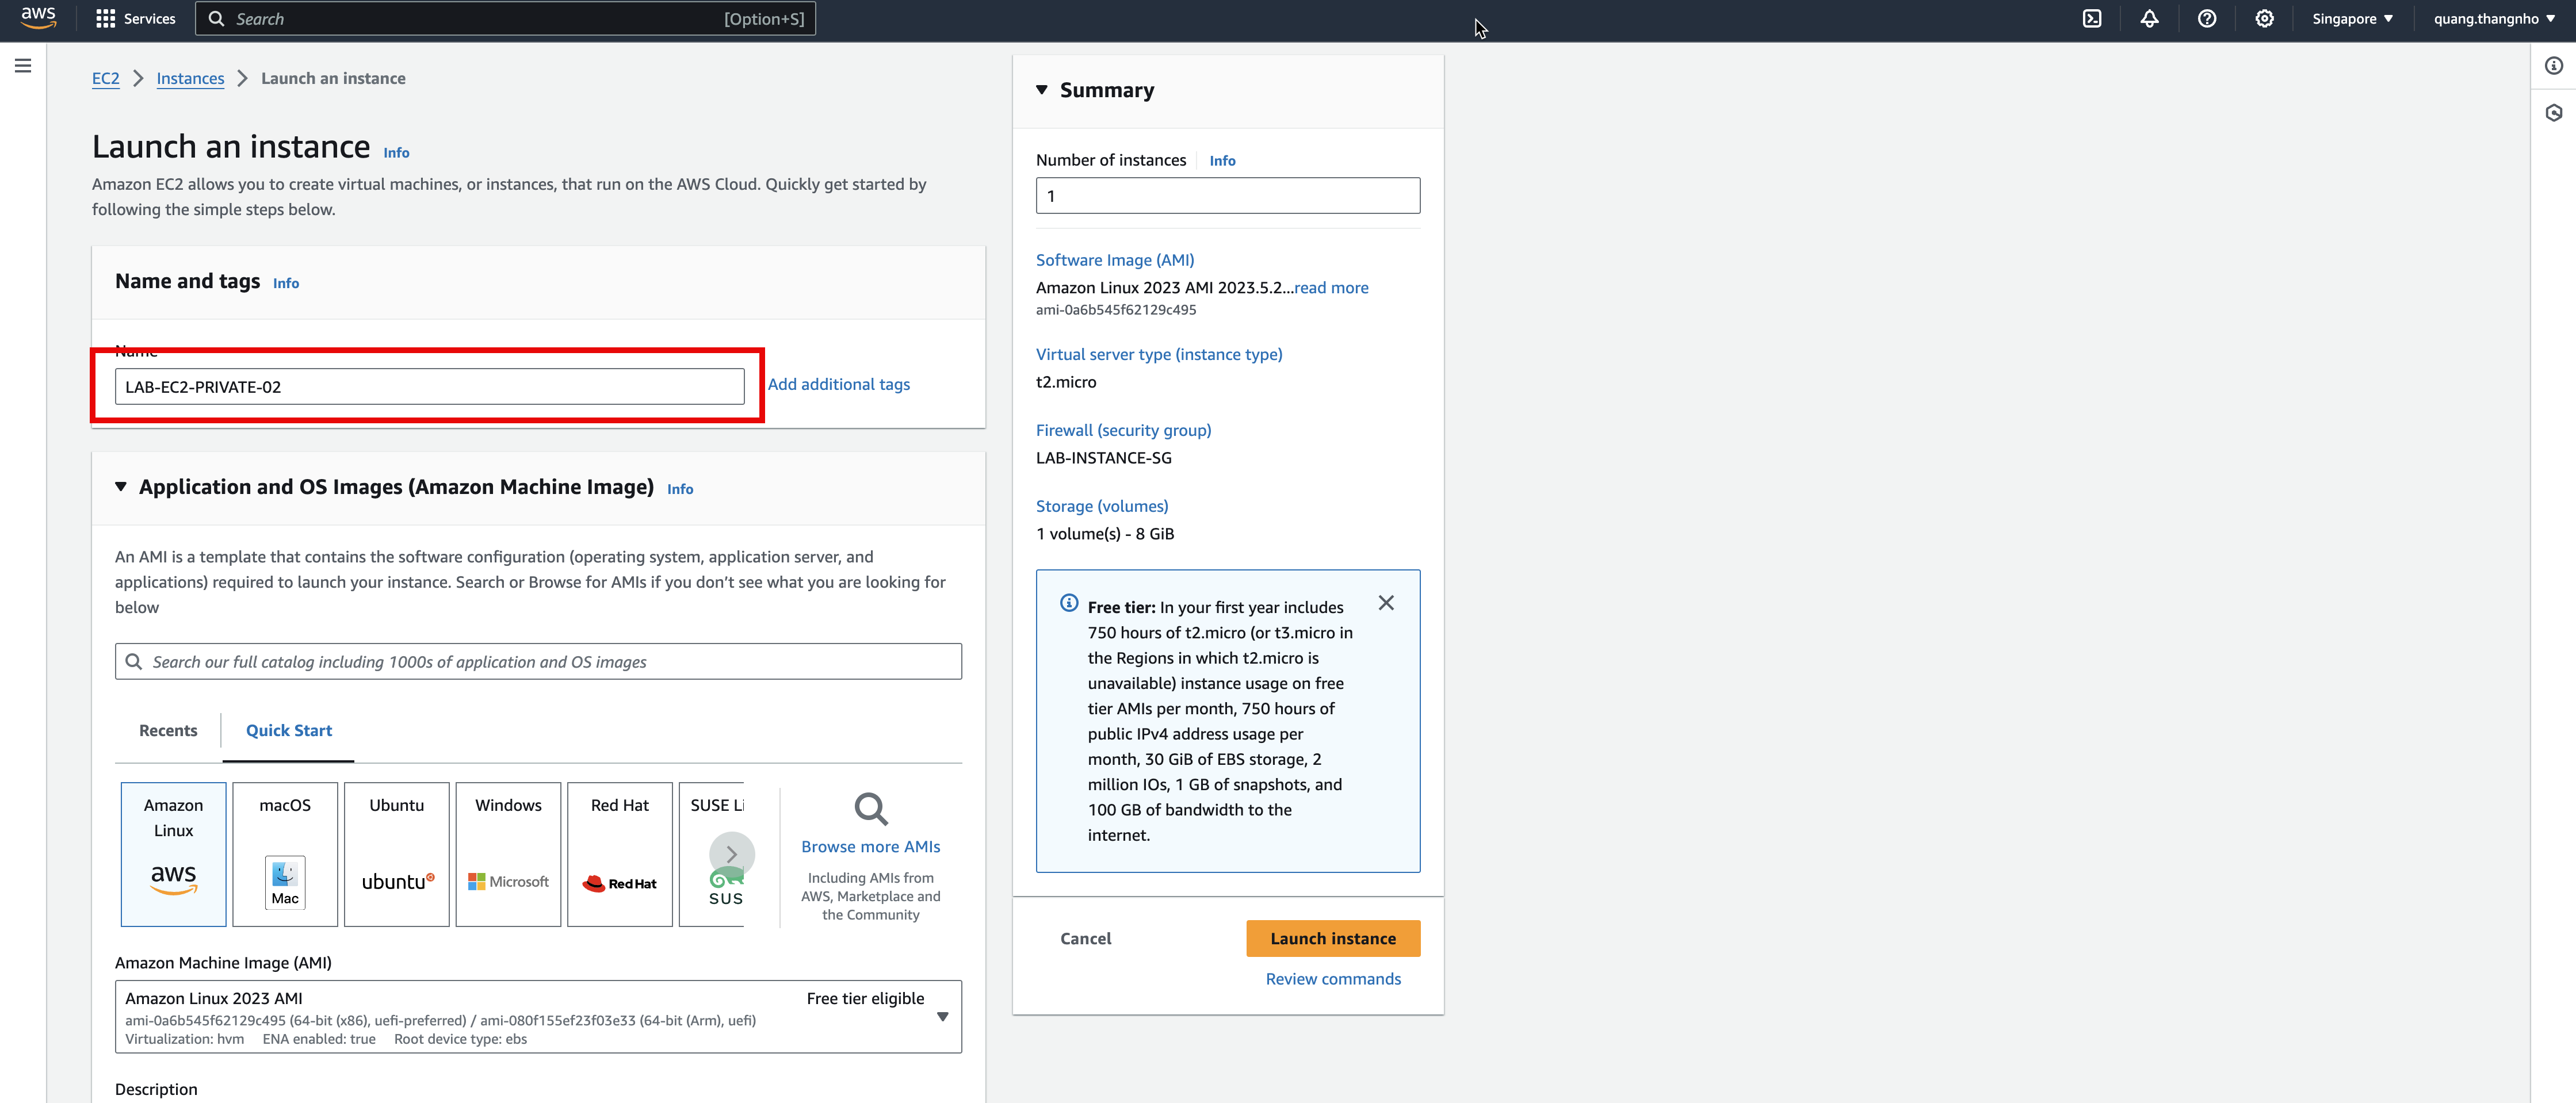 aws
Services
Search
[Option+S]
Singapore
quang.thangnho
EC2
Instances
Launch an instance
Launch an instance
Info
Amazon EC2 allows you to create virtual machines, or instances, that run on the AWS Cloud. Quickly get started by
following the simple steps below.
Name and tags
Info
Name
LAB-EC2-PRIVATE-02
Add additional tags
Application and OS Images (Amazon Machine Image)
Info
An AMI is a template that contains the software configuration (operating system, application server, and
applications) required to launch your instance. Search or Browse for AMIs if you don't see what you are looking for
below
Search our full catalog including 1000s of application and OS images
Recents
Quick Start
Amazon
Linux
aws
macOS
Mac
Ubuntu
ubuntu
Windows
Microsoft
Red Hat
Red Hat
SUSE Li
SUS
Browse more AMIs
Including AMIs from
AWS, Marketplace and
the Community
Amazon Machine Image (AMI)
Amazon Linux 2023 AMI
Free tier eligible
ami-0a6b545f62129c495 (64-bit (x86), uefi-preferred) / ami-080f155ef23f03e33 (64-bit (Arm), uefi)
Virtualization: hvm ENA enabled: true Root device type: ebs
Description
Summary
Number of instances
Info
1
Software Image (AMI)
Amazon Linux 2023 AMI 2023.5.2...read more
ami-0a6b545f62129c495
Virtual server type (instance type)
t2.micro
Firewall (security group)
LAB-INSTANCE-SG
Storage (volumes)
1 volume(s) - 8 GiB
Free tier: In your first year includes
750 hours of t2.micro (or t3.micro in
the Regions in which t2.micro is
unavailable) instance usage on free
tier AMIs per month, 750 hours of
public IPv4 address usage per
month, 30 GiB of EBS storage, 2
million IOs, 1 GB of snapshots, and
100 GB of bandwidth to the
internet.
Cancel
Launch instance
Review commands